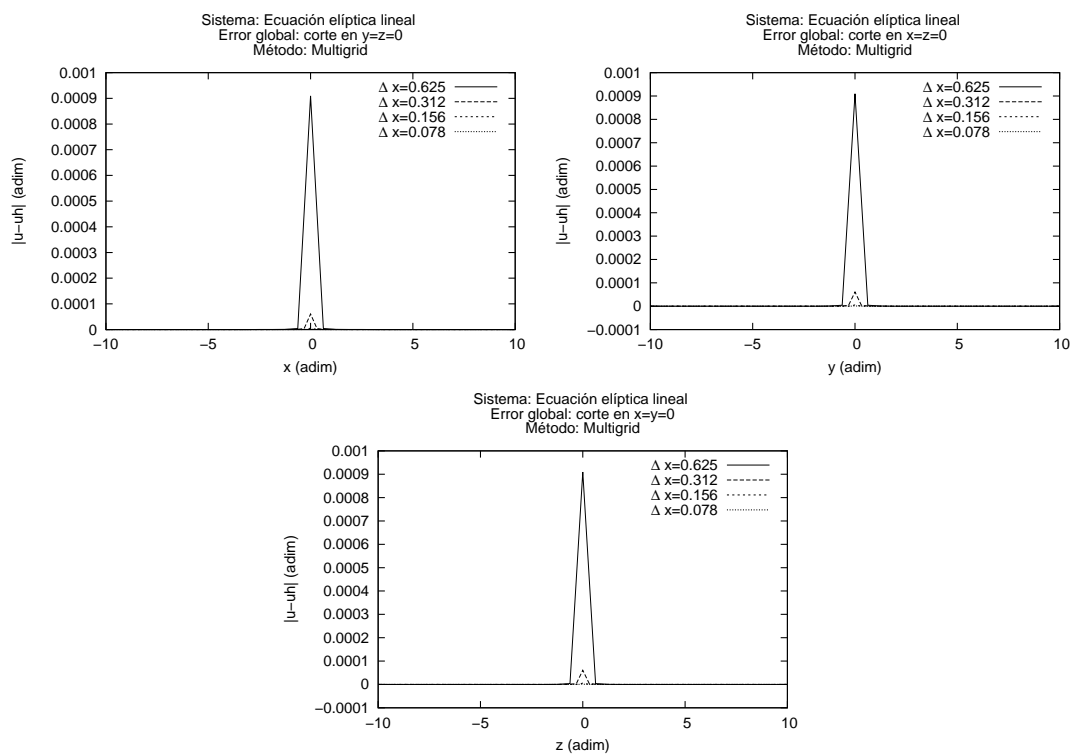 Sistema: Ecuación elíptica lineal
Error global: corte en y=z=0
Método: Multigrid
0.001
0.0009
0.0008
0.0007
0.0006
0.0005
0.0004
0.0003
0.0002
0.0001
0
|u−uh| (adim)
Δ x=0.625
Δ x=0.312
Δ x=0.156
Δ x=0.078
−10
−5
0
5
10
x (adim)
Sistema: Ecuación elíptica lineal
Error global: corte en x=z=0
Método: Multigrid
0.001
0.0009
0.0008
0.0007
0.0006
0.0005
0.0004
0.0003
0.0002
0.0001
0
−0.0001
|u−uh| (adim)
Δ x=0.625
Δ x=0.312
Δ x=0.156
Δ x=0.078
−10
−5
0
5
10
y (adim)
Sistema: Ecuación elíptica lineal
Error global: corte en x=y=0
Método: Multigrid
0.001
0.0009
0.0008
0.0007
0.0006
0.0005
0.0004
0.0003
0.0002
0.0001
0
−0.0001
|u−uh| (adim)
Δ x=0.625
Δ x=0.312
Δ x=0.156
Δ x=0.078
−10
−5
0
5
10
z (adim)